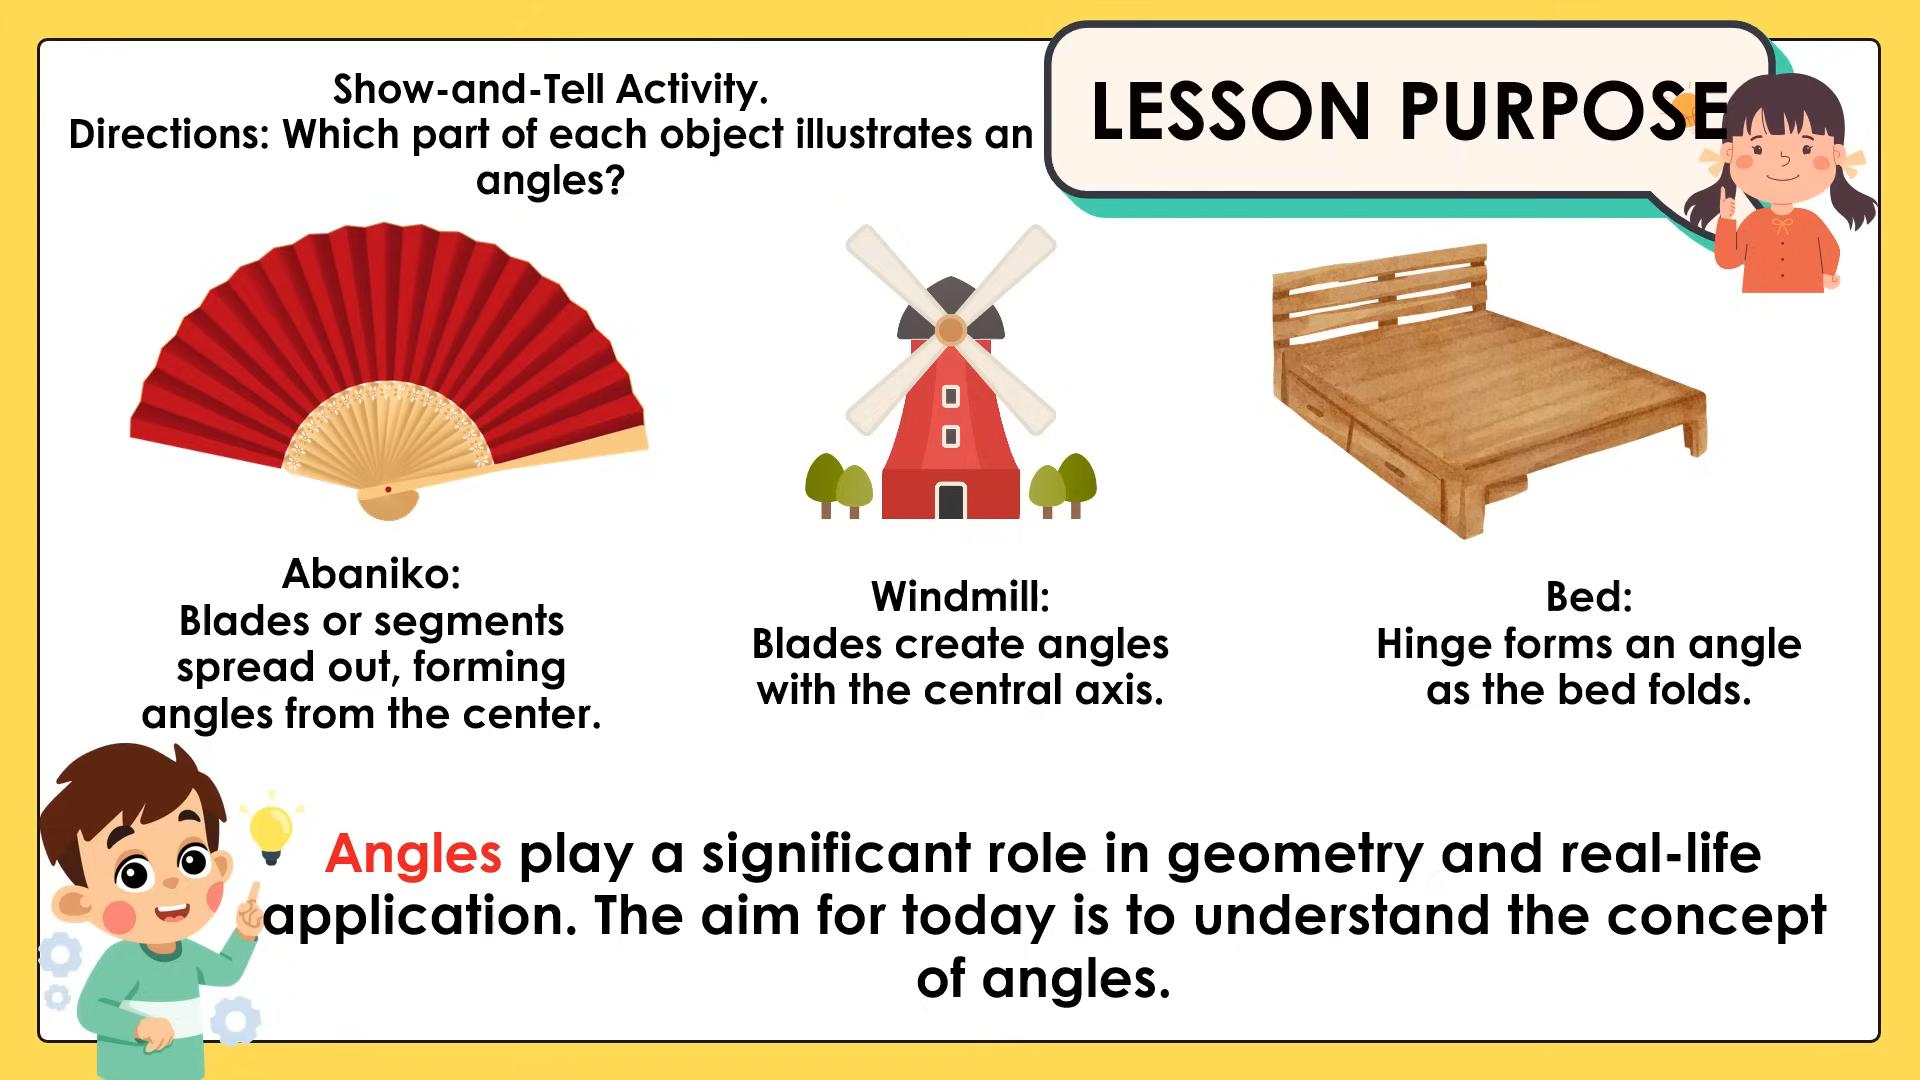 Show-and-Tell Activity.
Directions: Which part of each object illustrates an
angles?
LESSON PURPOSE
Abaniko:
Blades or segments
spread out, forming
angles from the center.
Windmill:
Blades create angles
with the central axis.
Bed:
Hinge forms an angle
as the bed folds.
Angles play a significant role in geometry and real-life
application. The aim for today is to understand the concept
of angles.